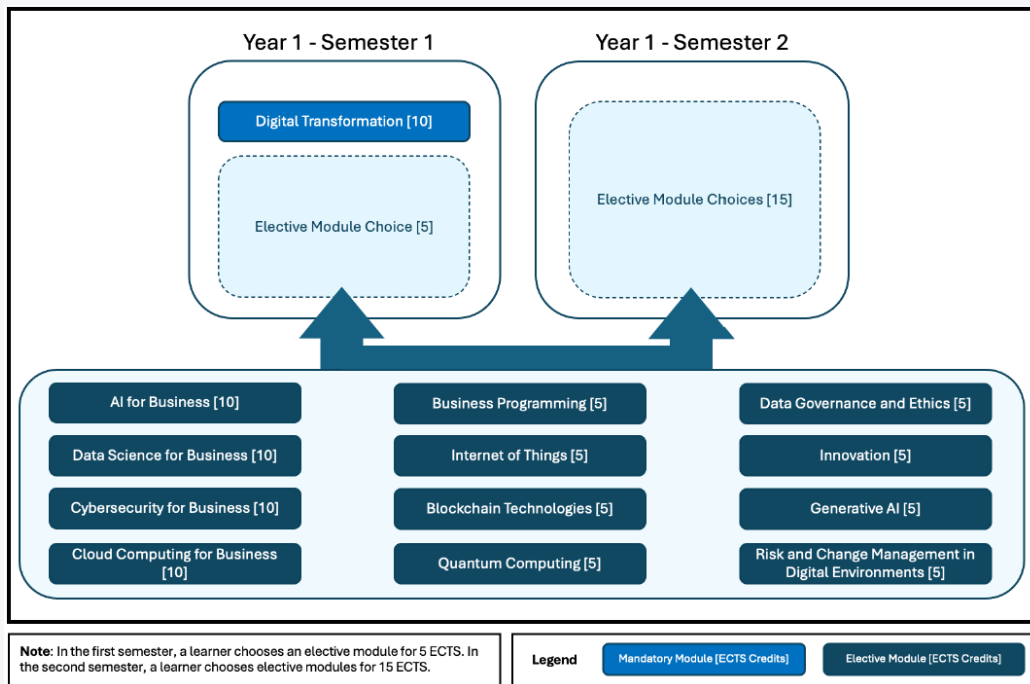 Year 1 - Semester 1
Year 1 - Semester 2
Digital Transformation [10]
Elective Module Choice [5]
Elective Module Choices [15]
AI for Business [10]
Business Programming [5]
Data Governance and Ethics [5]
Data Science for Business [10]
Internet of Things [5]
Innovation [5]
Cybersecurity for Business [10]
Blockchain Technologies [5]
Generative AI [5]
Cloud Computing for Business
[10]
Quantum Computing [5]
Risk and Change Management in
Digital Environments [5]
Note: In the first semester, a learner chooses an elective module for 5 ECTS. In
the second semester, a learner chooses elective modules for 15 ECTS.
Legend
Mandatory Module [ECTS Credits]
Elective Module [ECTS Credits]